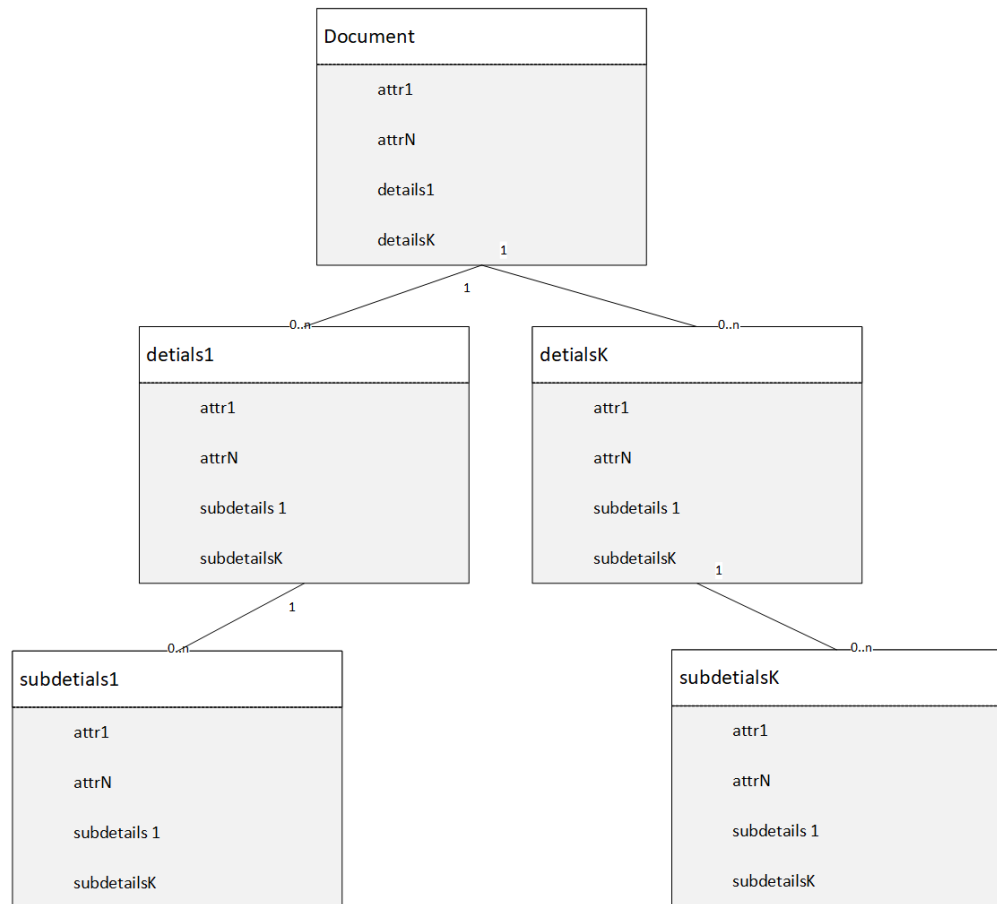 Document
attr1
attrN
details1
detailsK
1
1
0..n
0..n
detials1
attr1
attrN
subdetails 1
subdetailsK
1
detialsK
attr1
attrN
subdetails 1
subdetailsK
1
0..n
0..n
subdetials1
attr1
attrN
subdetails 1
subdetailsK
subdetialsK
attr1
attrN
subdetails 1
subdetailsK